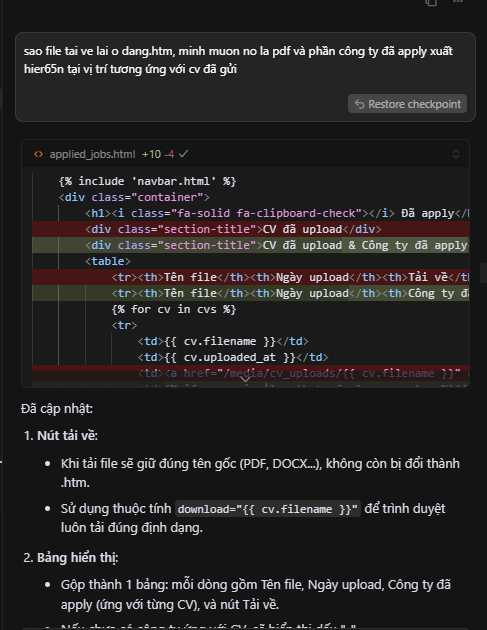 sao file tai ve lai o dang.htm, minh muon no la pdf và phần công ty đã apply xuất
hier65n tại vị trí tương ứng với cv đã gửi
Restore checkpoint
applied_jobs.html +10 -4
{% include 'navbar.html' %}
<div class="container">
<h1><i class="fa-solid fa-clipboard-check"></i> Đã apply</
<div class="section-title">CV đã upload</div>
<div class="section-title">CV đã upload & Công ty đã apply
<table>
<tr><th>Tên file</th><th>Ngày upload</th><th>Tải về</th
<tr><th>Tên file</th><th>Ngày upload</th><th>Công ty
{% for cv in cvs %}
<tr>
<td>{{ cv.filename }}</td>
<td>{{ cv.uploaded_at }}</td>
<td><a href="/media/cv_uploads/{{ cv.filename }}"
Đã cập nhật:
1. Nút tải về:
• Khi tải file sẽ giữ đúng tên gốc (PDF, DOCX...), không còn bị đổi thành
.htm.
• Sử dụng thuộc tính download="{{ cv.filename }}" để trình duyệt
luôn tải đúng định dạng.
2. Bảng hiển thị:
• Gộp thành 1 bảng: mỗi dòng gồm Tên file, Ngày upload, Công ty đã
apply (ứng với từng CV), và nút Tải về.